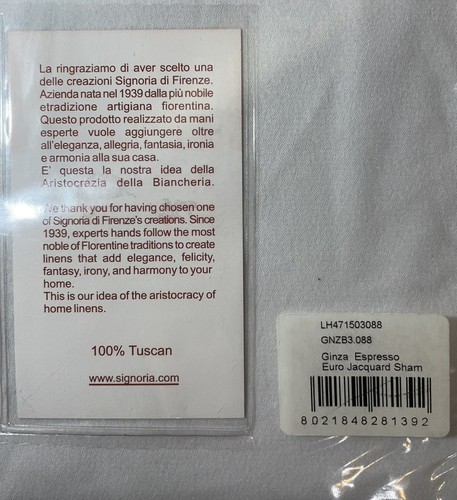 La ringraziamo di aver scelto una
delle creazioni Signoria di Firenze.
Azienda nata nel 1939 dalla più nobile
etradizione artigiana fiorentina.
Questo prodotto realizzato da mani
esperte vuole aggiungere oltre
all'eleganza, allegria, fantasia, ironia
e armonia alla sua casa.
E' questa la nostra idea della
Aristocrazia della Biancheria.
We thank you for having chosen one
of Signoria di Firenze's creations. Since
1939, experts hands follow the most
noble of Florentine traditions to create
linens that add elegance, felicity,
fantasy, irony, and harmony to your
home.
This is our idea of the aristocracy of
home linens.
100% Tuscan
www.signoria.com
LH471503088
GNZB3.088
Ginza Espresso
Euro Jacquard Sham
8021848281392